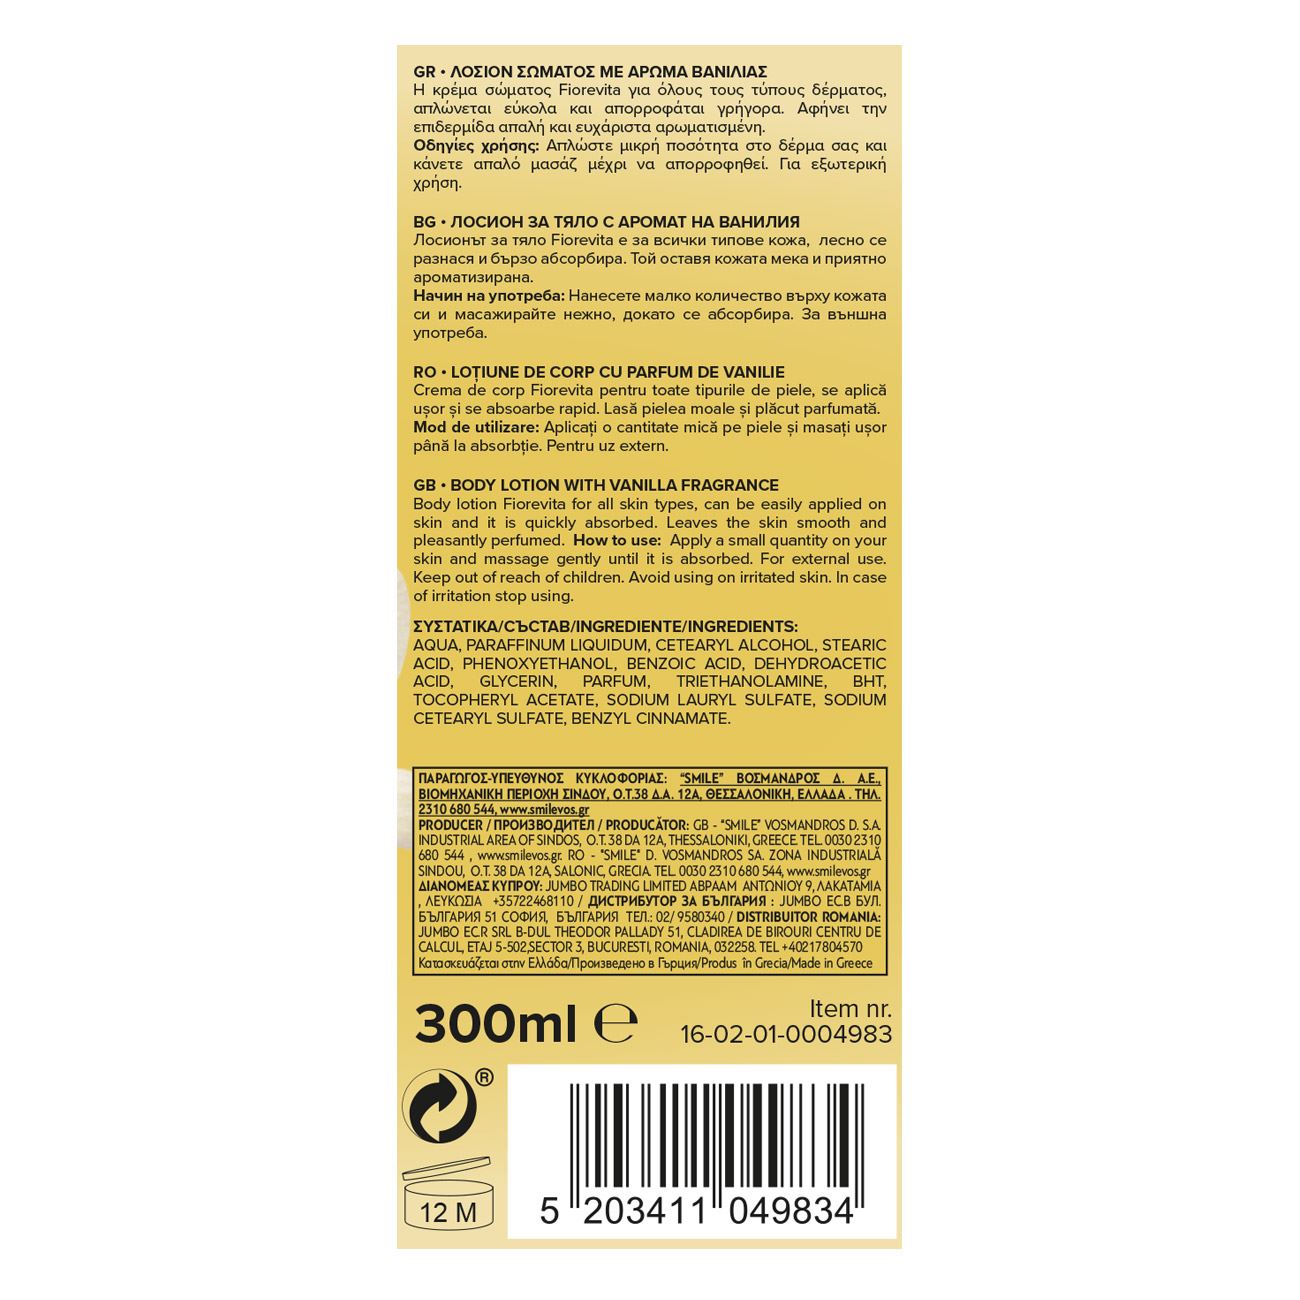 GR • ΛΟΣΙΟΝ ΣΩΜΑΤΟΣ ΜΕ ΑΡΩΜΑ ΒΑΝΙΛΙΑΣ
Η κρέμα σώματος Fiorevita για όλους τους τύπους δέρματος,
απλώνεται εύκολα και απορροφάται γρήγορα. Αφήνει την
επιδερμίδα απαλή και ευχάριστα αρωματισμένη.
Οδηγίες χρήσης: Απλώστε μικρή ποσότητα στο δέρμα σας και
κάνετε απαλό μασάζ μέχρι να απορροφηθεί. Για εξωτερική
χρήση.
BG • ЛОСИОН ЗА ТЯЛО С АРОМАТ НА ВАНИЛИЯ
Лосионът за тяло Fiorevita е за всички типове кожа, лесно се
разнася и бързо абсорбира. Той оставя кожата мека и приятно
ароматизирана.
Начин на употреба: Нанесете малко количество върху кожата
си и масажирайте нежно, докато се абсорбира. За външна
употреба.
RO • LOȚIUNE DE CORP CU PARFUM DE VANILIE
Crema de corp Fiorevita pentru toate tipurile de piele, se aplică
ușor și se absoarbe rapid. Lasă pielea moale și plăcut parfumată.
Mod de utilizare: Aplicați o cantitate mică pe piele și masați ușor
până la absorbție. Pentru uz extern.
GB • BODY LOTION WITH VANILLA FRAGRANCE
Body lotion Fiorevita for all skin types, can be easily applied on
skin and it is quickly absorbed. Leaves the skin smooth and
pleasantly perfumed. How to use: Apply a small quantity on your
skin and massage gently until it is absorbed. For external use.
Keep out of reach of children. Avoid using on irritated skin. In case
of irritation stop using.
ΣΥΣΤΑΤΙΚΑ/СЪСТАВ/INGREDIENTE/INGREDIENTS:
AQUA, PARAFFINUM LIQUIDUM, CETEARYL ALCOHOL, STEARIC
ACID, PHENOXYETHANOL, BENZOIC ACID, DEHYDROACETIC
ACID, GLYCERIN, PARFUM, TRIETHANOLAMINE, BHT,
TOCOPHERYL ACETATE, SODIUM LAURYL SULFATE, SODIUM
CETEARYL SULFATE, BENZYL CINNAMATE.
ΠΑΡΑΓΩΓΟΣ-ΥΠΕΥΘΥΝΟΣ ΚΥΚΛΟΦΟΡΙΑΣ: "SMILE" ΒΟΣΜΑΝΔΡΟΣ Δ. Α.Ε.,
ΒΙΟΜΗΧΑΝΙΚΗ ΠΕΡΙΟΧΗ ΣΙΝΔΟΥ, Ο.Τ.38 Δ.Α. 12Α, ΘΕΣΣΑΛΟΝΙΚΗ, ΕΛΛΑΔΑ . ΤΗΛ.
2310 680 544, www.smilevos.gr
PRODUCER / ПРОИЗВОДИТЕЛ / PRODUCĂTOR: GB - "SMILE" VOSMANDROS D. S.A.
INDUSTRIAL AREA OF SINDOS, O.T. 38 DA 12A, THESSALONIKI, GREECE. TEL. 0030 2310
680 544 , www.smilevos.gr. RO - "SMILE" D. VOSMANDROS SA. ZONA INDUSTRIALĂ
SINDOU, O.T. 38 DA 12A, SALONIC, GRECIA. TEL. 0030 2310 680 544, www.smilevos.gr
ΔΙΑΝΟΜΕΑΣ ΚΥΠΡΟΥ: JUMBO TRADING LIMITED ΑΒΡΑΑΜ ΑΝΤΩΝΙΟΥ 9, ΛΑΚΑΤΑΜΙΑ
, ΛΕΥΚΩΣΙΑ +35722468110 / ДИСТРИБУТОР ЗА БЪЛГАРИЯ : JUMBO EC.B БУЛ.
БЪЛГАРИЯ 51 СОФИЯ, БЪЛГАРИЯ ТЕЛ.: 02/ 9580340 / DISTRIBUITOR ROMANIA:
JUMBO EC.R SRL B-DUL THEODOR PALLADY 51, CLADIREA DE BIROURI CENTRU DE
CALCUL, ETAJ 5-502,SECTOR 3, BUCURESTI, ROMANIA, 032258. TEL +40217804570
Κατασκευάζεται στην Ελλάδα/Произведено в Гърция/Produs în Grecia/Made in Greece
300ml ℮
Item nr.
16-02-01-0004983
®
12 M
5 203411 049834